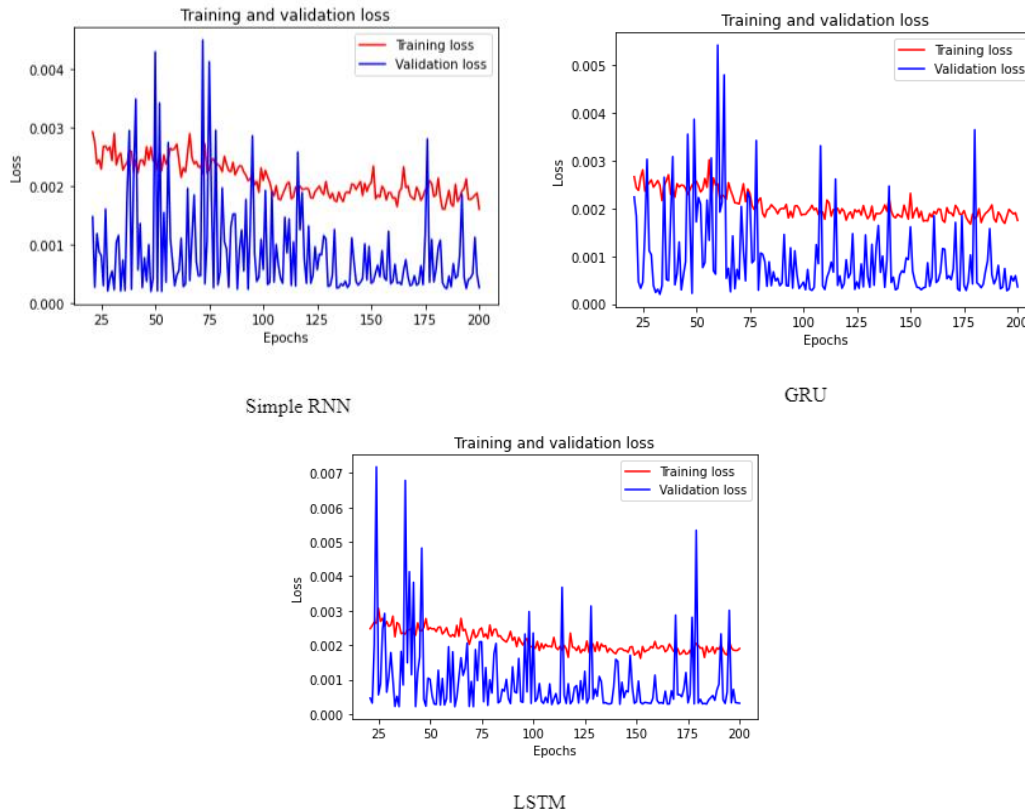 Training and validation loss
Training loss
Validation loss
Loss
0.004
0.003
0.002
0.001
0.000
25 50 75 100 125 150 175 200
Epochs
Simple RNN
Training and validation loss
Training loss
Validation loss
Loss
0.005
0.004
0.003
0.002
0.001
0.000
25 50 75 100 125 150 175 200
Epochs
GRU
Training and validation loss
Training loss
Validation loss
Loss
0.007
0.006
0.005
0.004
0.003
0.002
0.001
0.000
25 50 75 100 125 150 175 200
Epochs
LSTM